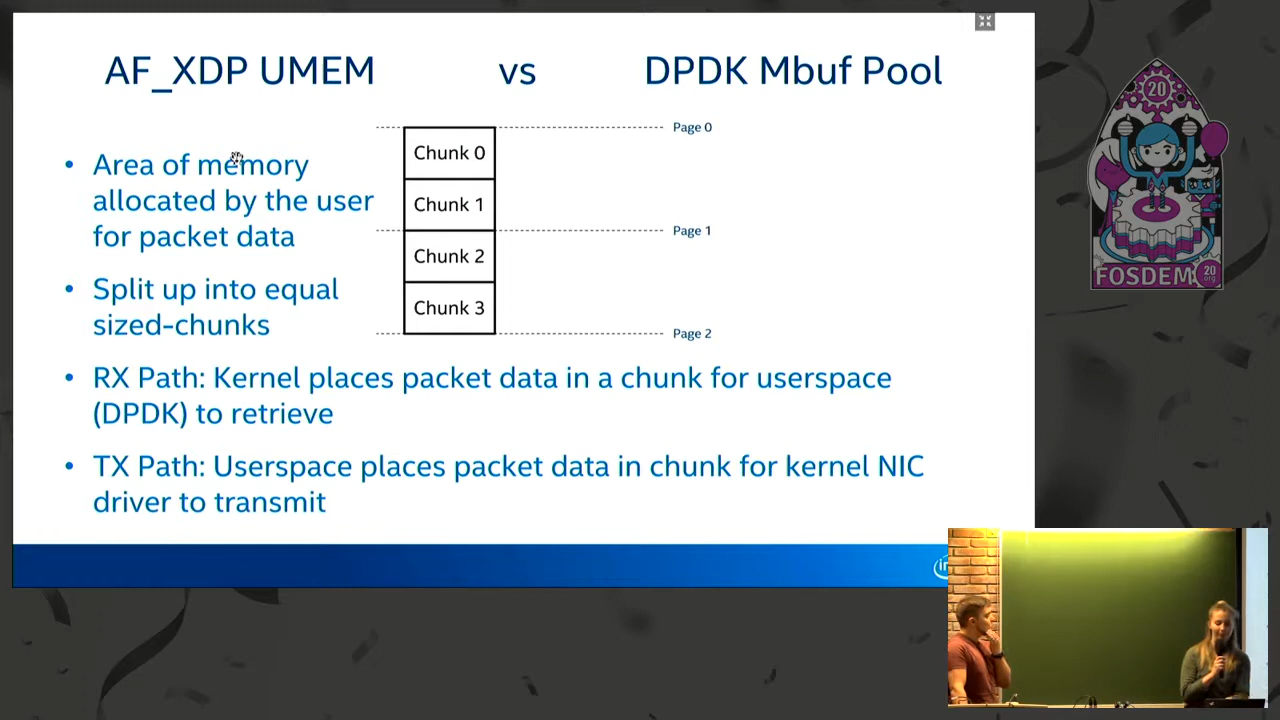 AF_XDP UMEM vs DPDK Mbuf Pool
Page 0
Chunk 0
Chunk 1
Page 1
Chunk 2
Chunk 3
Page 2
• Area of memory
allocated by the user
for packet data
• Split up into equal
sized-chunks
• RX Path: Kernel places packet data in a chunk for userspace
(DPDK) to retrieve
• TX Path: Userspace places packet data in chunk for kernel NIC
driver to transmit
20
FOSDEM
20
.org